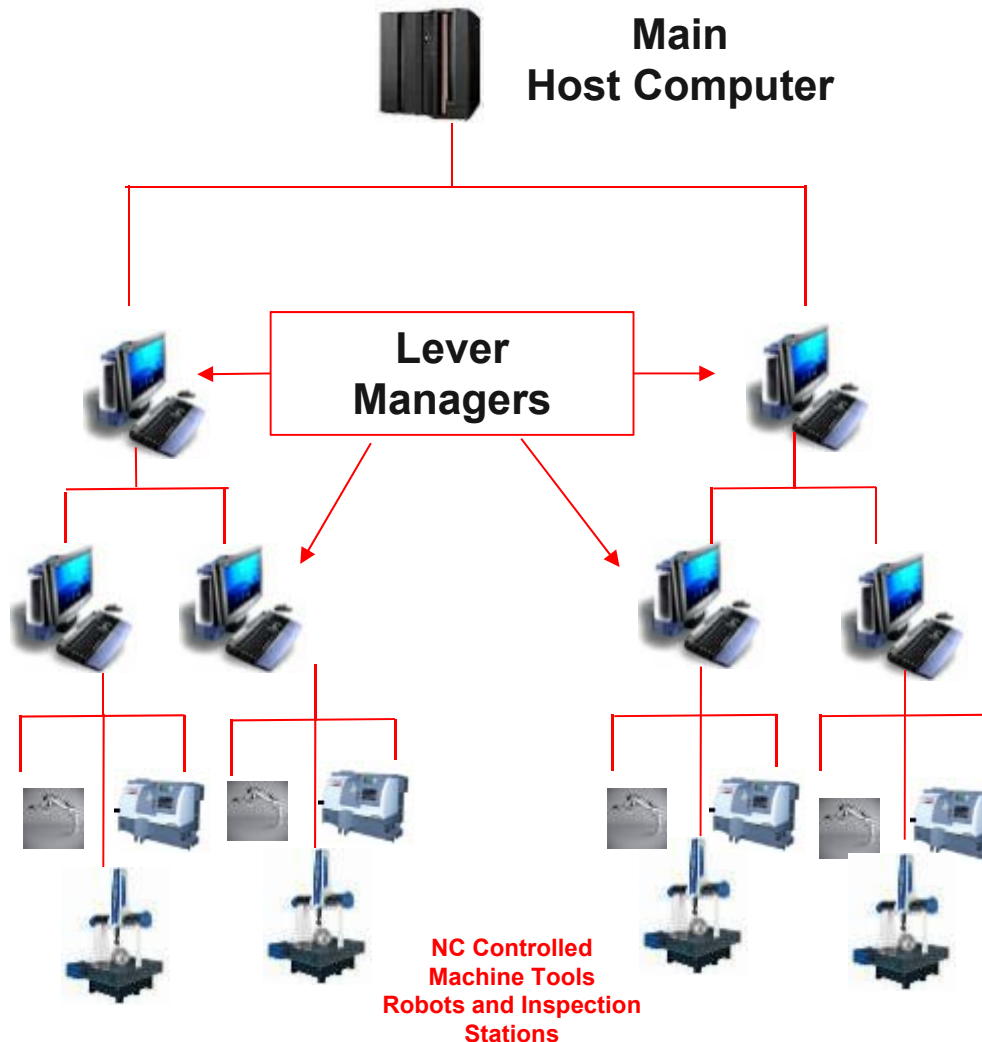 Main
Host Computer
Lever
Managers
NC Controlled
Machine Tools
Robots and Inspection
Stations